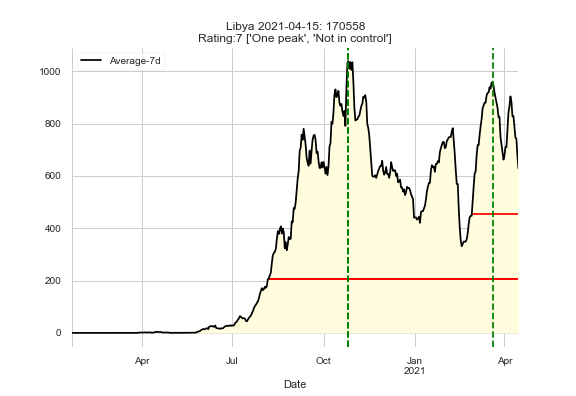 Libya 2021-04-15: 170558
Rating:7 ['One peak', 'Not in control']
Average-7d
1000
800
600
400
200
0
Apr
Jul
Oct
Jan
2021
Apr
Date